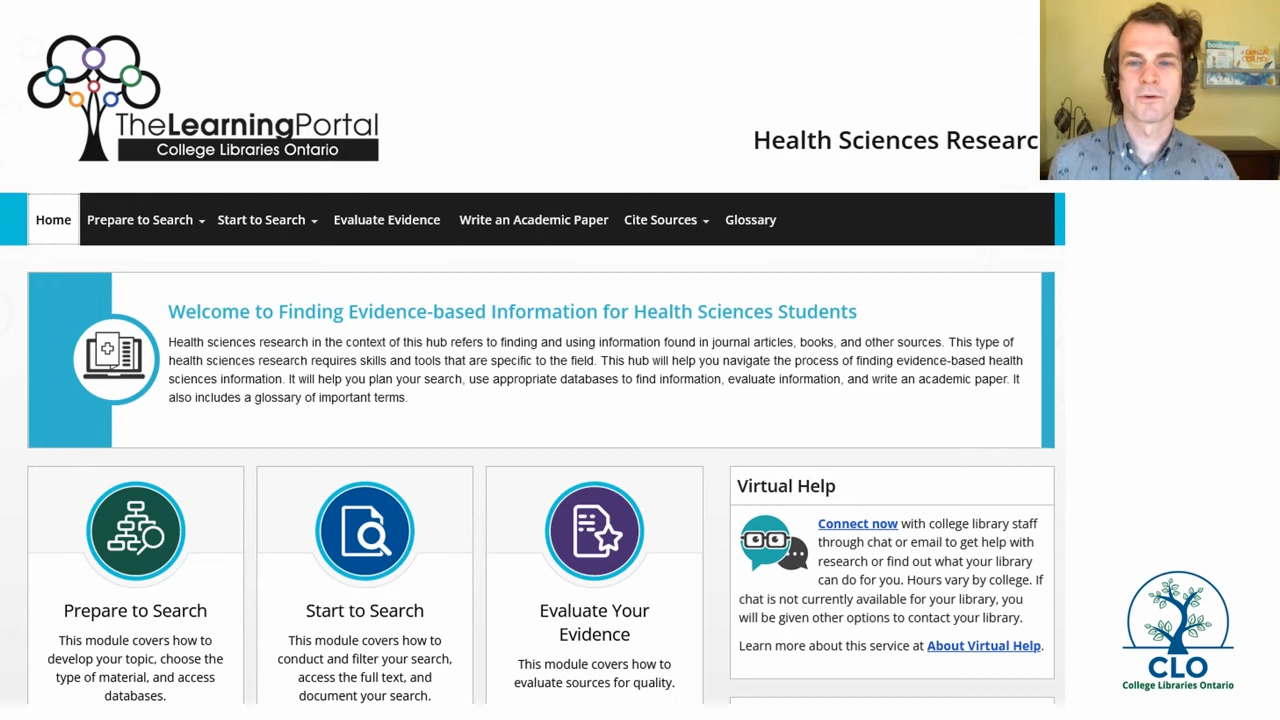 TheLearningPortal
College Libraries Ontario
Health Sciences Researc
Home
Prepare to Search
Start to Search
Evaluate Evidence
Write an Academic Paper
Cite Sources
Glossary
Welcome to Finding Evidence-based Information for Health Sciences Students
Health sciences research in the context of this hub refers to finding and using information found in journal articles, books, and other sources. This type of
health sciences research requires skills and tools that are specific to the field. This hub will help you navigate the process of finding evidence-based health
sciences information. It will help you plan your search, use appropriate databases to find information, evaluate information, and write an academic paper. It
also includes a glossary of important terms.
Prepare to Search
This module covers how to
develop your topic, choose the
type of material, and access
databases.
Start to Search
This module covers how to
conduct and filter your search,
access the full text, and
document your search.
Evaluate Your
Evidence
This module covers how to
evaluate sources for quality.
Virtual Help
Connect now with college library staff
through chat or email to get help with
research or find out what your library
can do for you. Hours vary by college. If
chat is not currently available for your library, you
will be given other options to contact your library.
Learn more about this service at About Virtual Help.
CLO
College Libraries Ontario